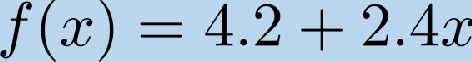 f(x) = 4.2 + 2.4x